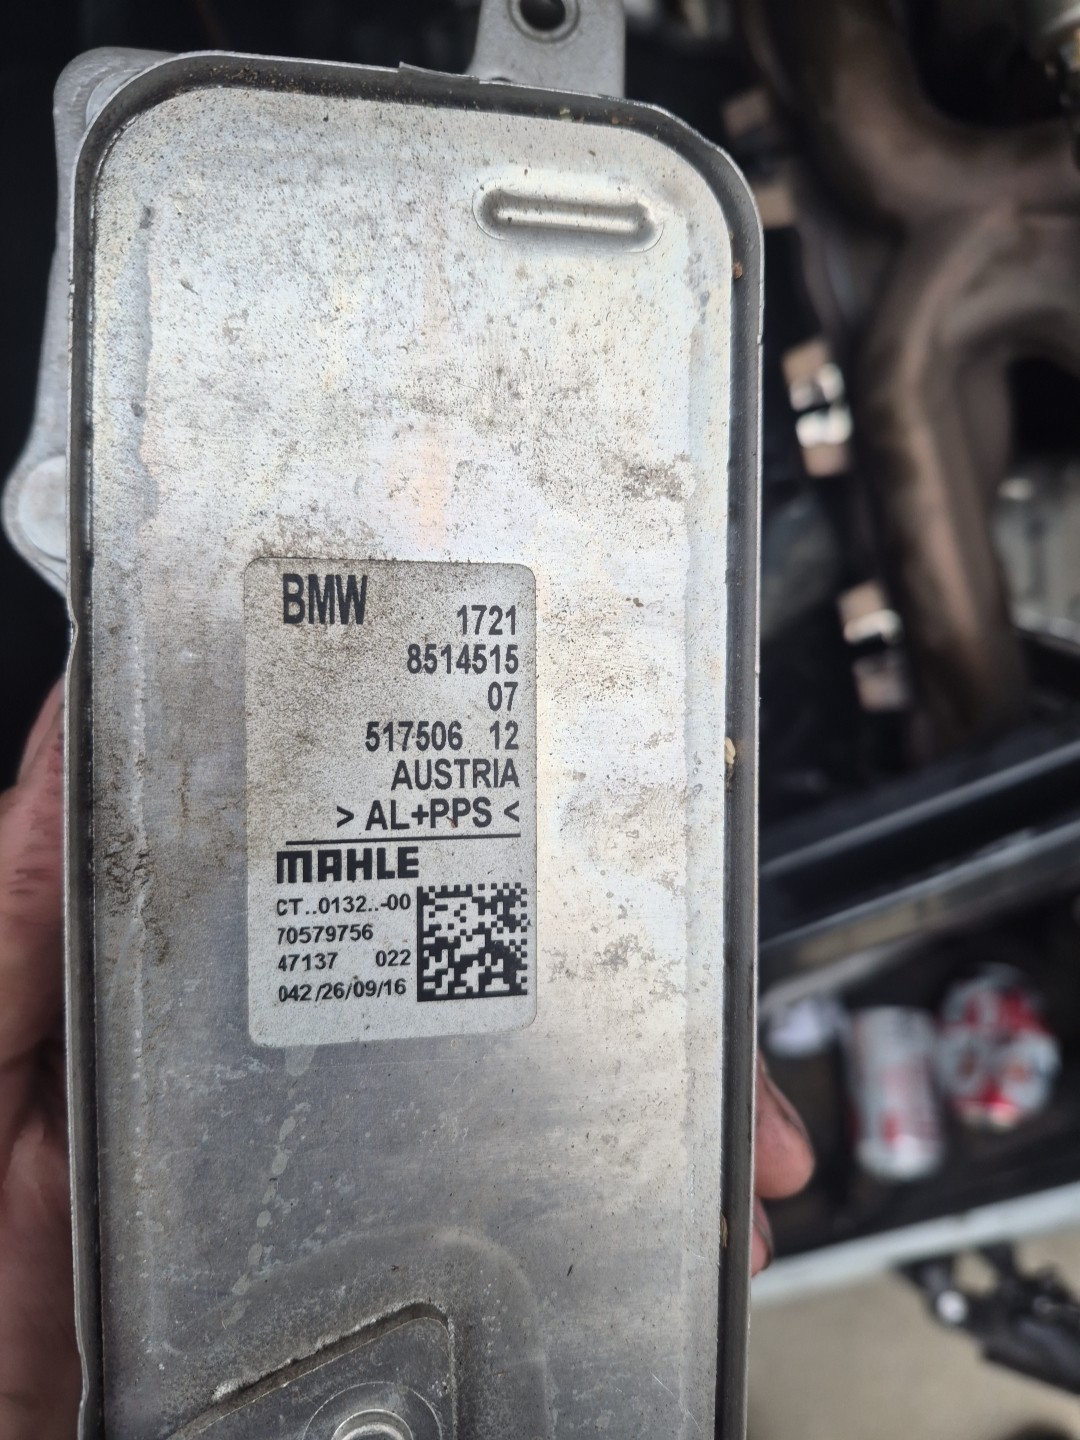 BMW
1721
8514515
07
517506 12
AUSTRIA
> AL+PPS <
MAHLE
CT..0132..-00
70579756
47137 022
042/26/09/16